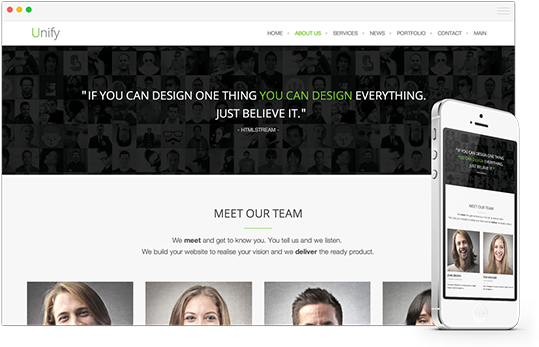 Unify
HOME • ABOUT US • SERVICES • NEWS • PORTFOLIO • CONTACT • MAIN
"IF YOU CAN DESIGN ONE THING YOU CAN DESIGN EVERYTHING.
JUST BELIEVE IT."
- HTMLSTREAM -
MEET OUR TEAM
We meet and get to know you. You tell us and we listen.
We build your website to realise your vision and we deliver the ready product.
"IF YOU CAN DESIGN ONE THING
YOU CAN DESIGN EVERYTHING.
JUST BELIEVE IT."
MEET OUR TEAM